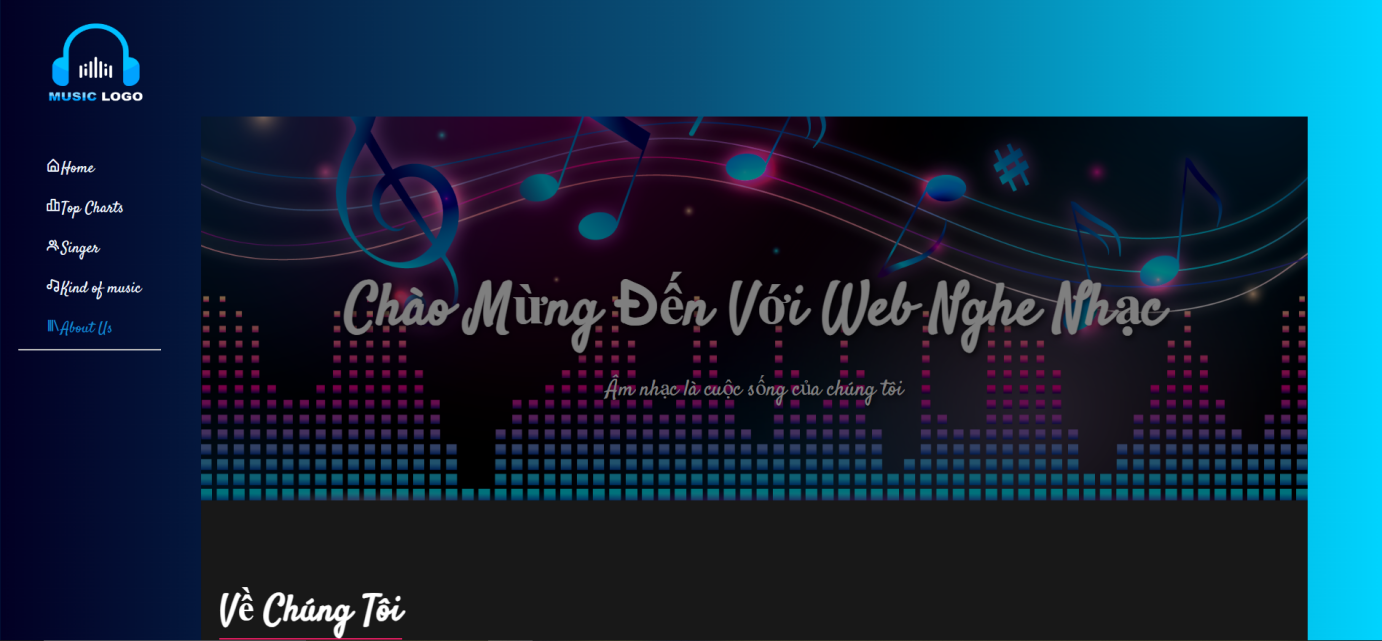 MUSIC LOGO
Home
Top Charts
Singer
Kind of music
About Us
Chào Mừng Đến Với Web Nghe Nhạc
Âm nhạc là cuộc sống của chúng tôi
Về Chúng Tôi